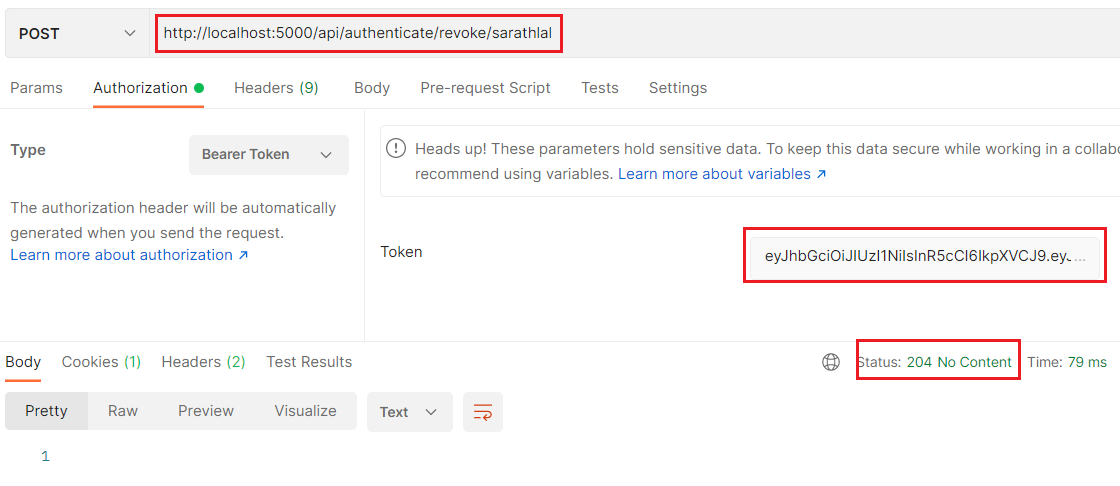 POST http://localhost:5000/api/authenticate/revoke/sarathlal
Params Authorization Headers (9) Body Pre-request Script Tests Settings
Type Bearer Token
The authorization header will be automatically
generated when you send the request.
Learn more about authorization ↗
Heads up! These parameters hold sensitive data. To keep this data secure while working in a collabo
recommend using variables. Learn more about variables ↗
Token eyJhbGciOiJIUzI1NiIsInR5cCI6IkpXVCJ9.eyJ...
Body Cookies (1) Headers (2) Test Results Status: 204 No Content Time: 79 ms
Pretty Raw Preview Visualize Text
1